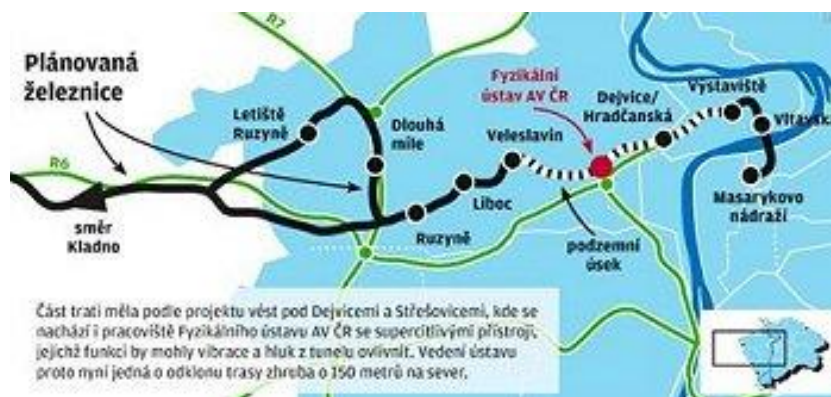 R7
Plánovaná
železnice
Letiště
Ruzyně
Dlouhá
míle
Fyzikální
ústav AV ČR
Veleslavín
Dejvice/
Hradčanská
Výstaviště
Vltavská
R6
směr
Kladno
Ruzyně
Liboc
podzemní
úsek
Masarykovo
nádraží
Část trati měla podle projektu vést pod Dejvicemi a Střešovicemi, kde se
nachází i pracoviště Fyzikálního ústavu AV ČR se supercitlivými přístroji,
jejichž funkci by mohly vibrace a hluk z tunelu ovlivnit. Vedení ústavu
proto nyní jedná o odklonu trasy zhruba o 150 metrů na sever.